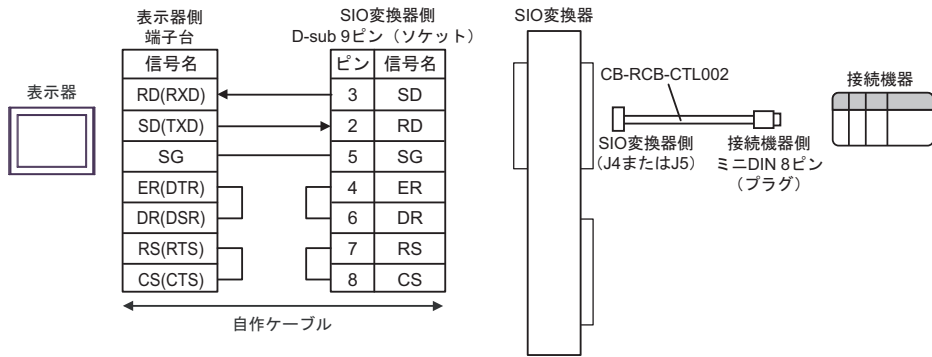 表示器
表示器側
端子台
信号名
RD(RXD)
SD(TXD)
SG
ER(DTR)
DR(DSR)
RS(RTS)
CS(CTS)
SIO変換器側
D-sub 9ピン（ソケット）
ピン 信号名
3 SD
2 RD
5 SG
4 ER
6 DR
7 RS
8 CS
自作ケーブル
SIO変換器
CB-RCB-CTL002
SIO変換器側
（J4またはJ5）
接続機器側
ミニDIN 8ピン
（プラグ）
接続機器